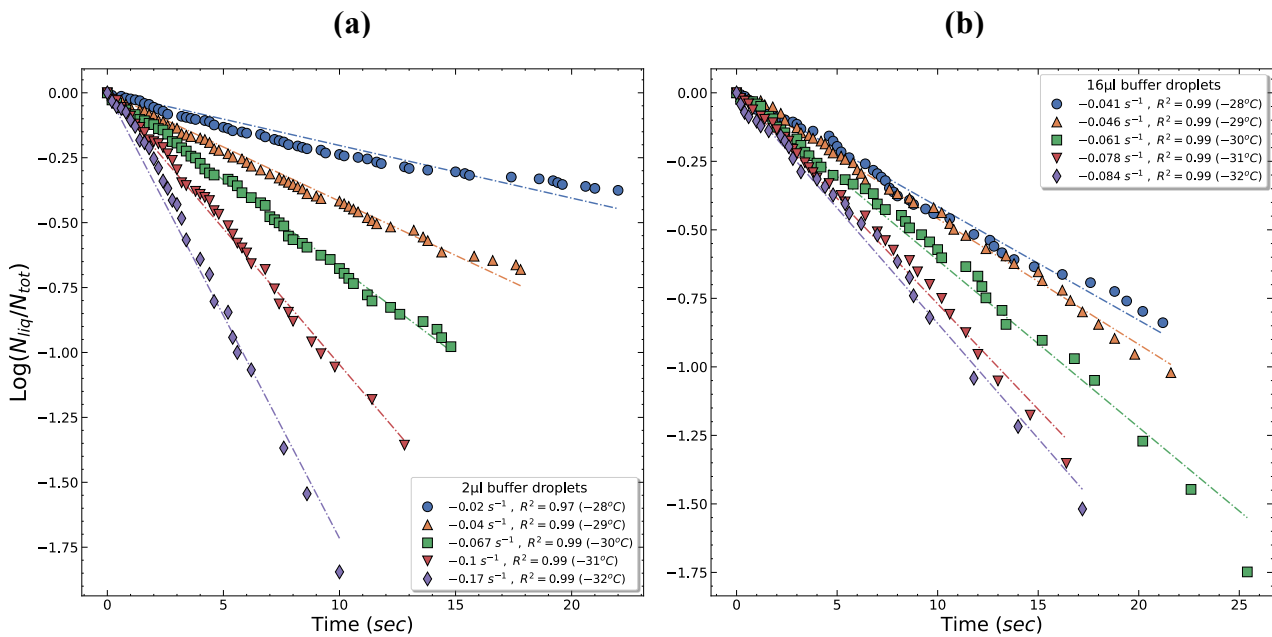 (a)
(b)
0.00
−0.25
−0.50
−0.75
−1.00
−1.25
−1.50
−1.75
Log(N_liq/N_tot)
2μl buffer droplets
−0.02 s⁻¹ , R² = 0.97 (−28°C)
−0.04 s⁻¹ , R² = 0.99 (−29°C)
−0.067 s⁻¹ , R² = 0.99 (−30°C)
−0.1 s⁻¹ , R² = 0.99 (−31°C)
−0.17 s⁻¹ , R² = 0.99 (−32°C)
0 5 10 15 20
Time (sec)
16μl buffer droplets
−0.041 s⁻¹ , R² = 0.99 (−28°C)
−0.046 s⁻¹ , R² = 0.99 (−29°C)
−0.061 s⁻¹ , R² = 0.99 (−30°C)
−0.078 s⁻¹ , R² = 0.99 (−31°C)
−0.084 s⁻¹ , R² = 0.99 (−32°C)
0.00
−0.25
−0.50
−0.75
−1.00
−1.25
−1.50
−1.75
0 5 10 15 20 25
Time (sec)